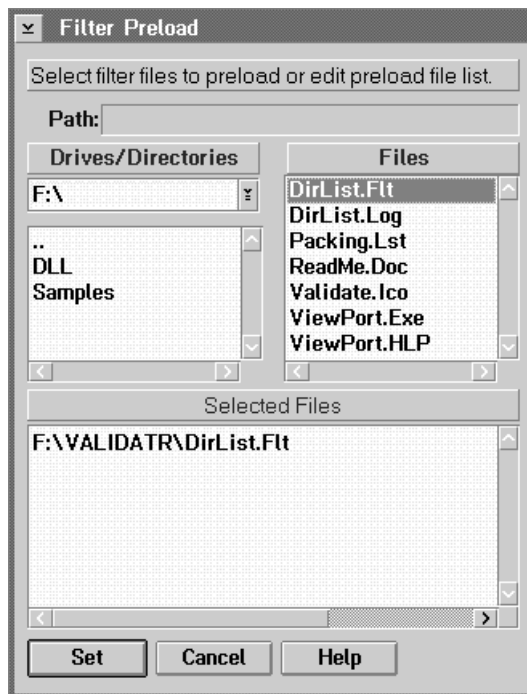 Filter Preload
Select filter files to preload or edit preload file list.
Path:
Drives/Directories
F:\
..
DLL
Samples
Files
DirList.Flt
DirList.Log
Packing.Lst
ReadMe.Doc
Validate.Ico
ViewPort.Exe
ViewPort.HLP
Selected Files
F:\VALIDATR\DirList.Flt
Set Cancel Help